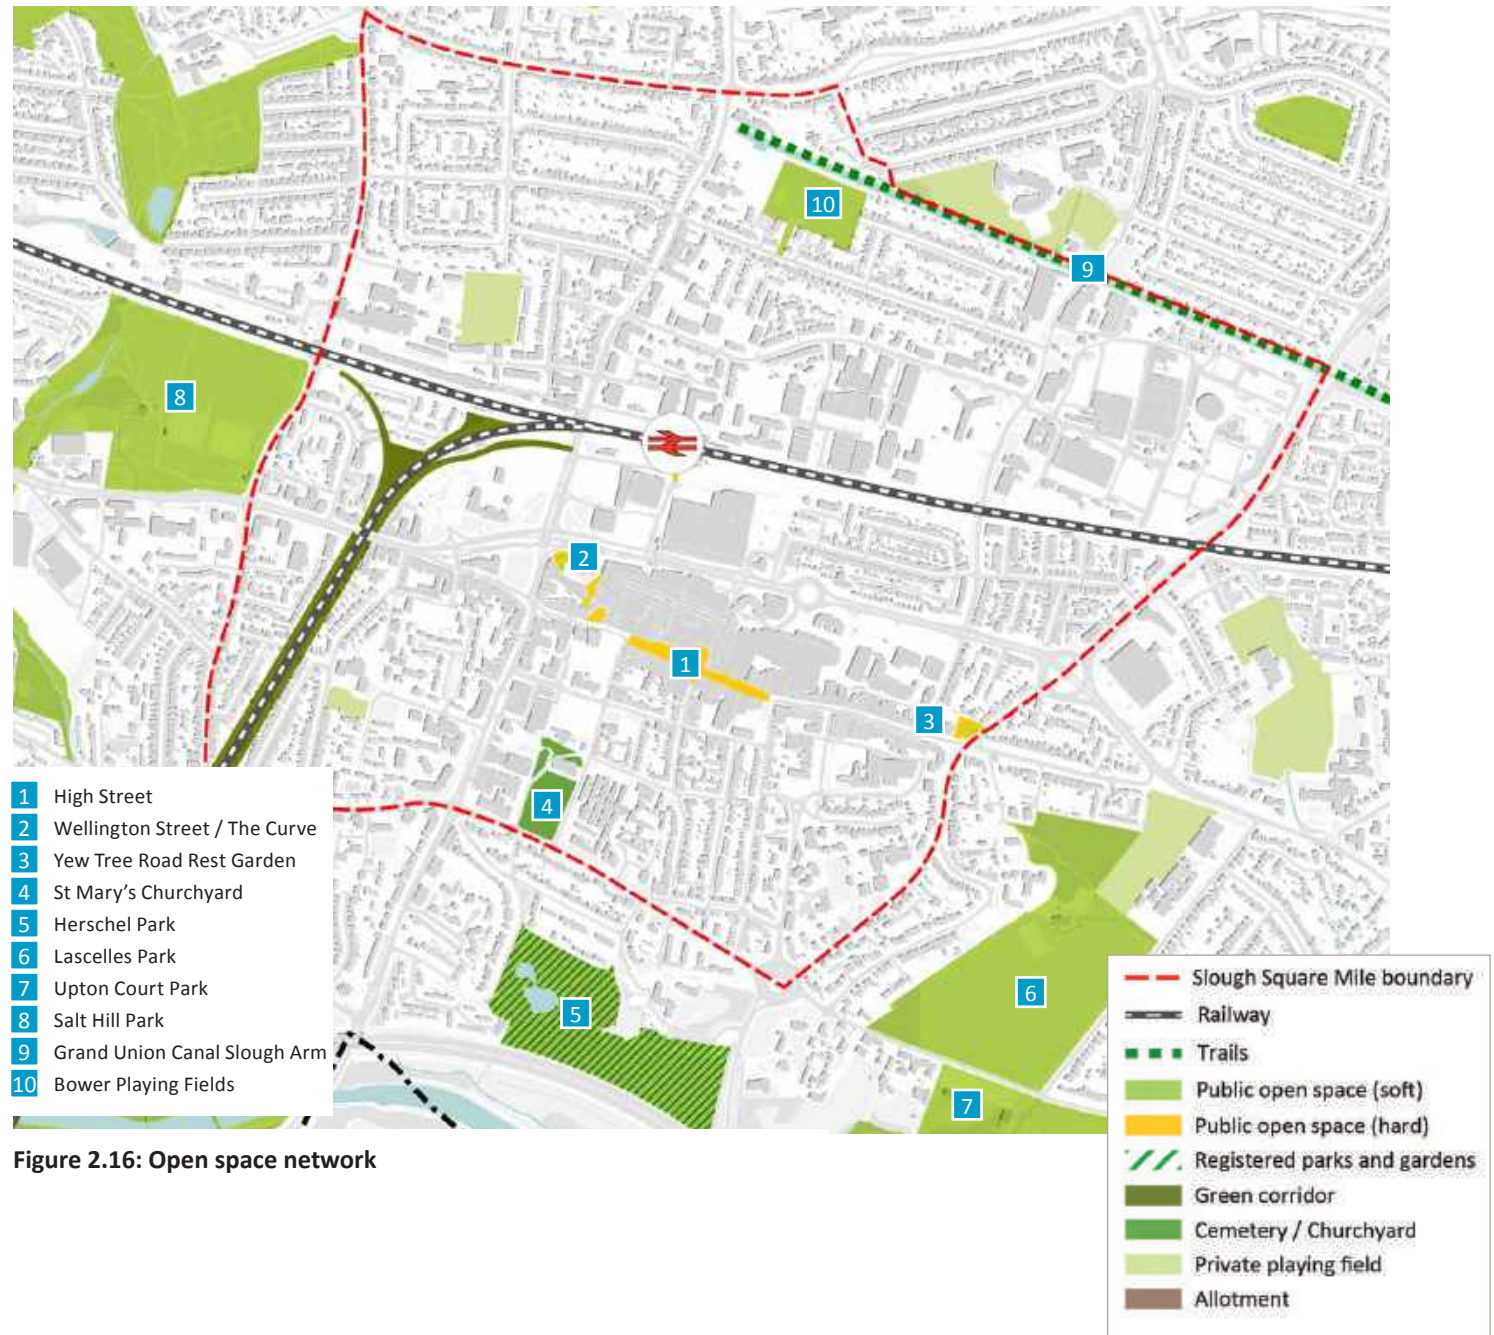 10
9
8
2
1
3
4
6
5
7
1 High Street
2 Wellington Street / The Curve
3 Yew Tree Road Rest Garden
4 St Mary’s Churchyard
5 Herschel Park
6 Lascelles Park
7 Upton Court Park
8 Salt Hill Park
9 Grand Union Canal Slough Arm
10 Bower Playing Fields
Slough Square Mile boundary
Railway
Trails
Public open space (soft)
Public open space (hard)
Registered parks and gardens
Green corridor
Cemetery / Churchyard
Private playing field
Allotment
Figure 2.16: Open space network